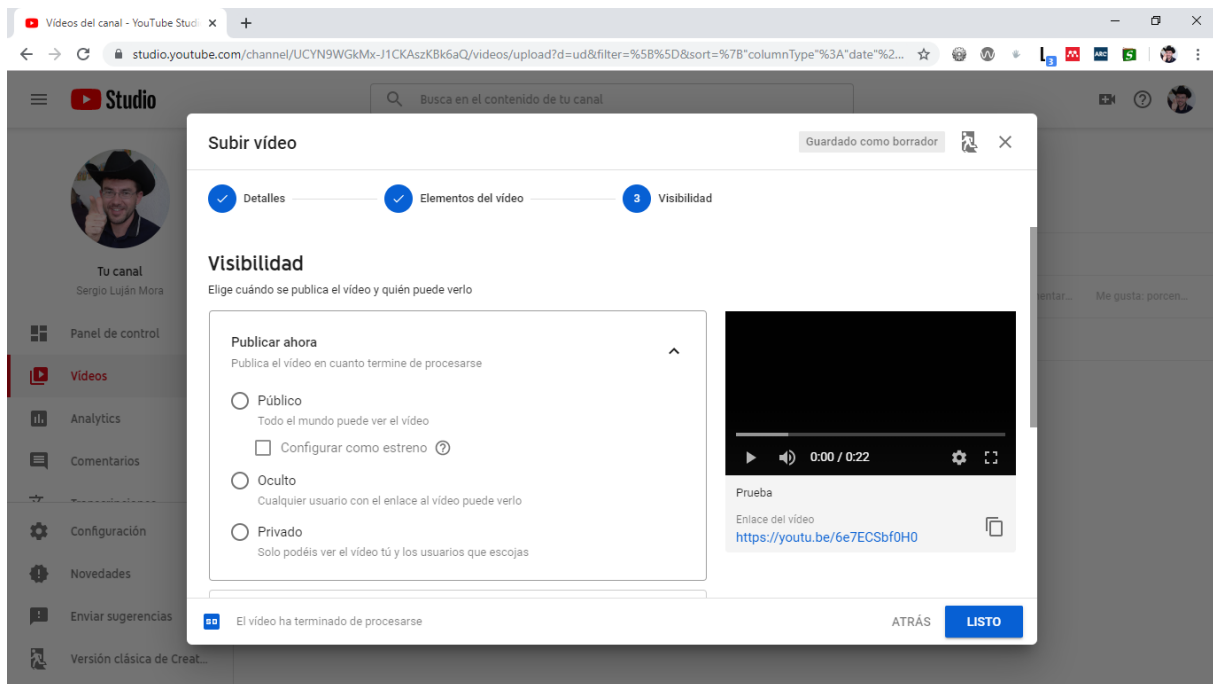 Vídeos del canal - YouTube Studi
studio.youtube.com/channel/UCYN9WGkMx-J1CKAszKBk6aQ/videos/upload?d=ud&filter=%5B%5D&sort=%7B"columnType"%3A"date"%2...
3
ABC
S
Studio
Busca en el contenido de tu canal
Tu canal
Sergio Luján Mora
Panel de control
Vídeos
Analytics
Comentarios
Configuración
Novedades
Enviar sugerencias
Versión clásica de Creat...
Me gusta: porcen...
Subir vídeo
Guardado como borrador
Detalles
Elementos del vídeo
3 Visibilidad
Visibilidad
Elige cuándo se publica el vídeo y quién puede verlo
Publicar ahora
Publica el vídeo en cuanto termine de procesarse
Público
Todo el mundo puede ver el vídeo
Configurar como estreno
Oculto
Cualquier usuario con el enlace al vídeo puede verlo
Privado
Solo podéis ver el vídeo tú y los usuarios que escojas
0:00 / 0:22
Prueba
Enlace del vídeo
https://youtu.be/6e7ECSbf0H0
SD El vídeo ha terminado de procesarse
ATRÁS LISTO